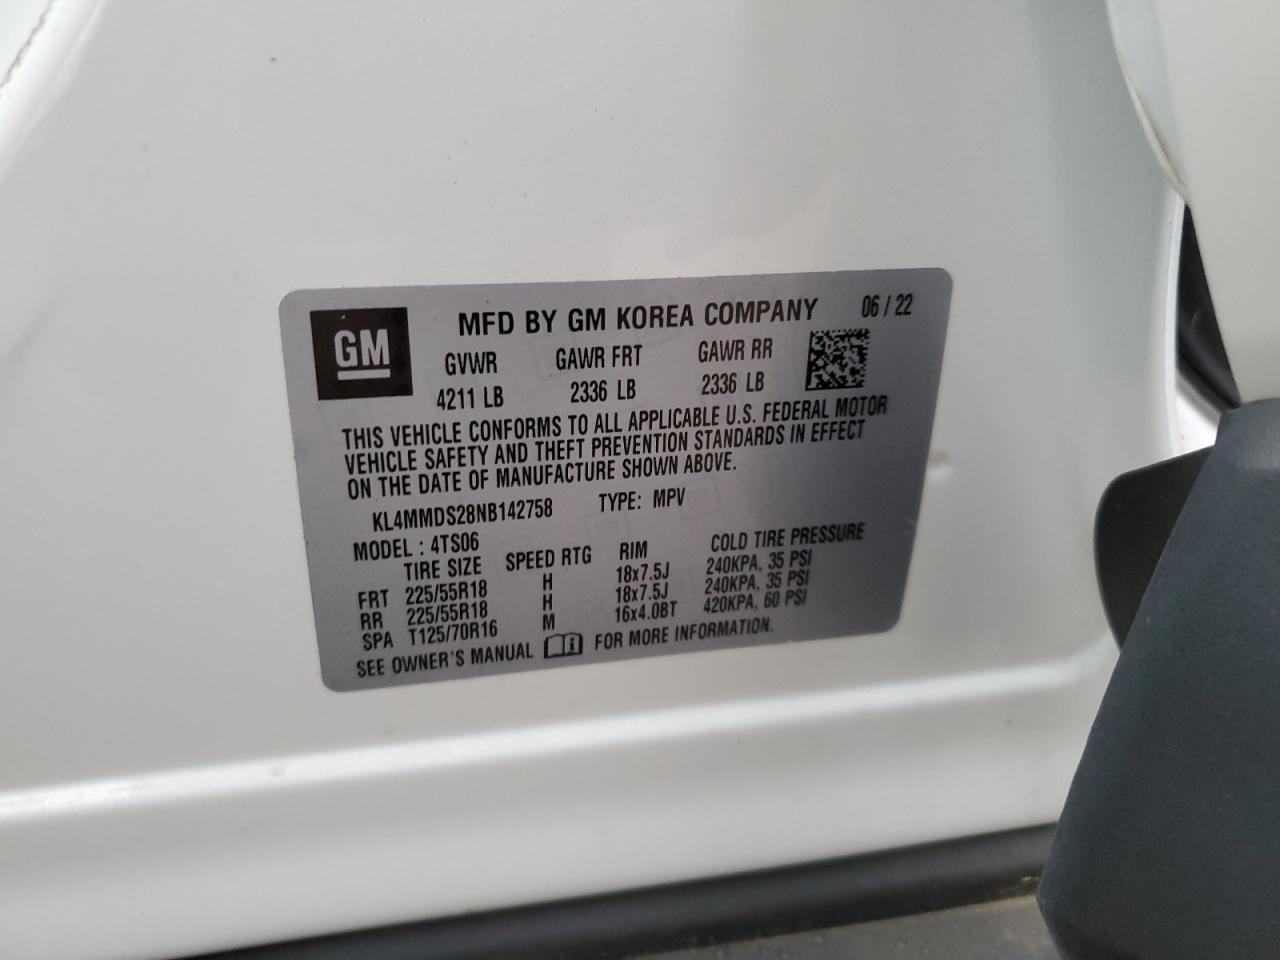 GM
MFD BY GM KOREA COMPANY 06 / 22
GVWR GAWR FRT GAWR RR
4211 LB 2336 LB 2336 LB
THIS VEHICLE CONFORMS TO ALL APPLICABLE U.S. FEDERAL MOTOR
VEHICLE SAFETY AND THEFT PREVENTION STANDARDS IN EFFECT
ON THE DATE OF MANUFACTURE SHOWN ABOVE.
KL4MMDS28NB142758 TYPE: MPV
MODEL : 4TS06
TIRE SIZE SPEED RTG RIM COLD TIRE PRESSURE
FRT 225/55R18 H 18x7.5J 240KPA, 35 PSI
RR 225/55R18 H 18x7.5J 240KPA, 35 PSI
SPA T125/70R16 M 16x4.0BT 420KPA, 60 PSI
SEE OWNER'S MANUAL FOR MORE INFORMATION.